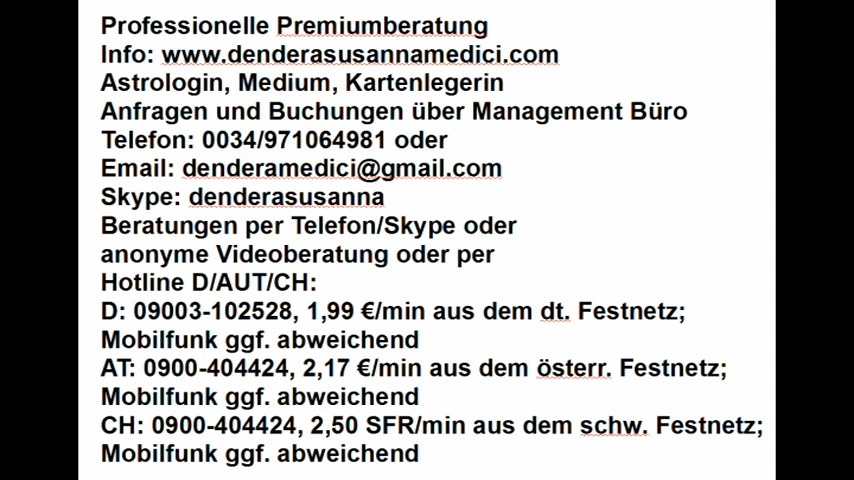 Professionelle Premiumberatung
Info: www.denderasusannamedici.com
Astrologin, Medium, Kartenlegerin
Anfragen und Buchungen über Management Büro
Telefon: 0034/971064981 oder
Email: denderamedici@gmail.com
Skype: denderasusanna
Beratungen per Telefon/Skype oder
anonyme Videoberatung oder per
Hotline D/AUT/CH:
D: 09003-102528, 1,99 €/min aus dem dt. Festnetz;
Mobilfunk ggf. abweichend
AT: 0900-404424, 2,17 €/min aus dem österr. Festnetz;
Mobilfunk ggf. abweichend
CH: 0900-404424, 2,50 SFR/min aus dem schw. Festnetz;
Mobilfunk ggf. abweichend